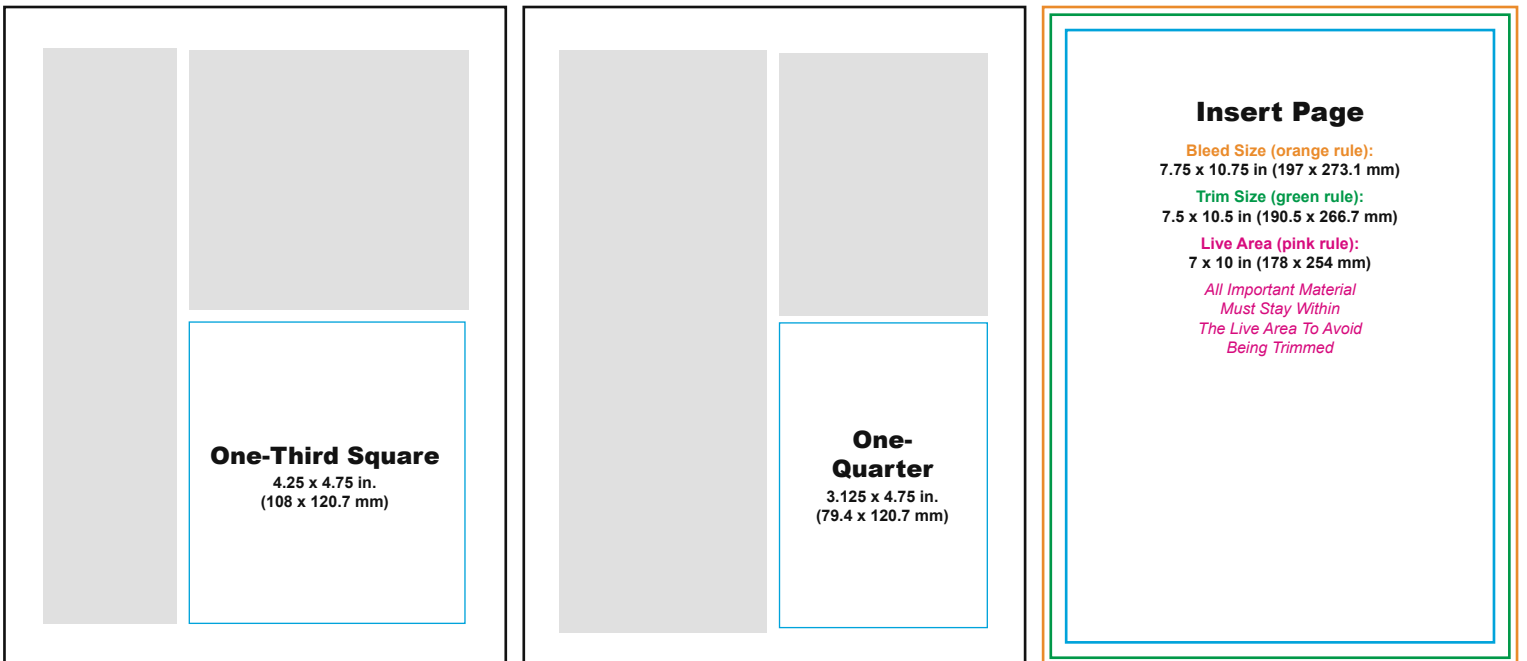 One-Third Square
4.25 x 4.75 in.
(108 x 120.7 mm)
One-
Quarter
3.125 x 4.75 in.
(79.4 x 120.7 mm)
Insert Page
Bleed Size (orange rule):
7.75 x 10.75 in (197 x 273.1 mm)
Trim Size (green rule):
7.5 x 10.5 in (190.5 x 266.7 mm)
Live Area (pink rule):
7 x 10 in (178 x 254 mm)
All Important Material
Must Stay Within
The Live Area To Avoid
Being Trimmed